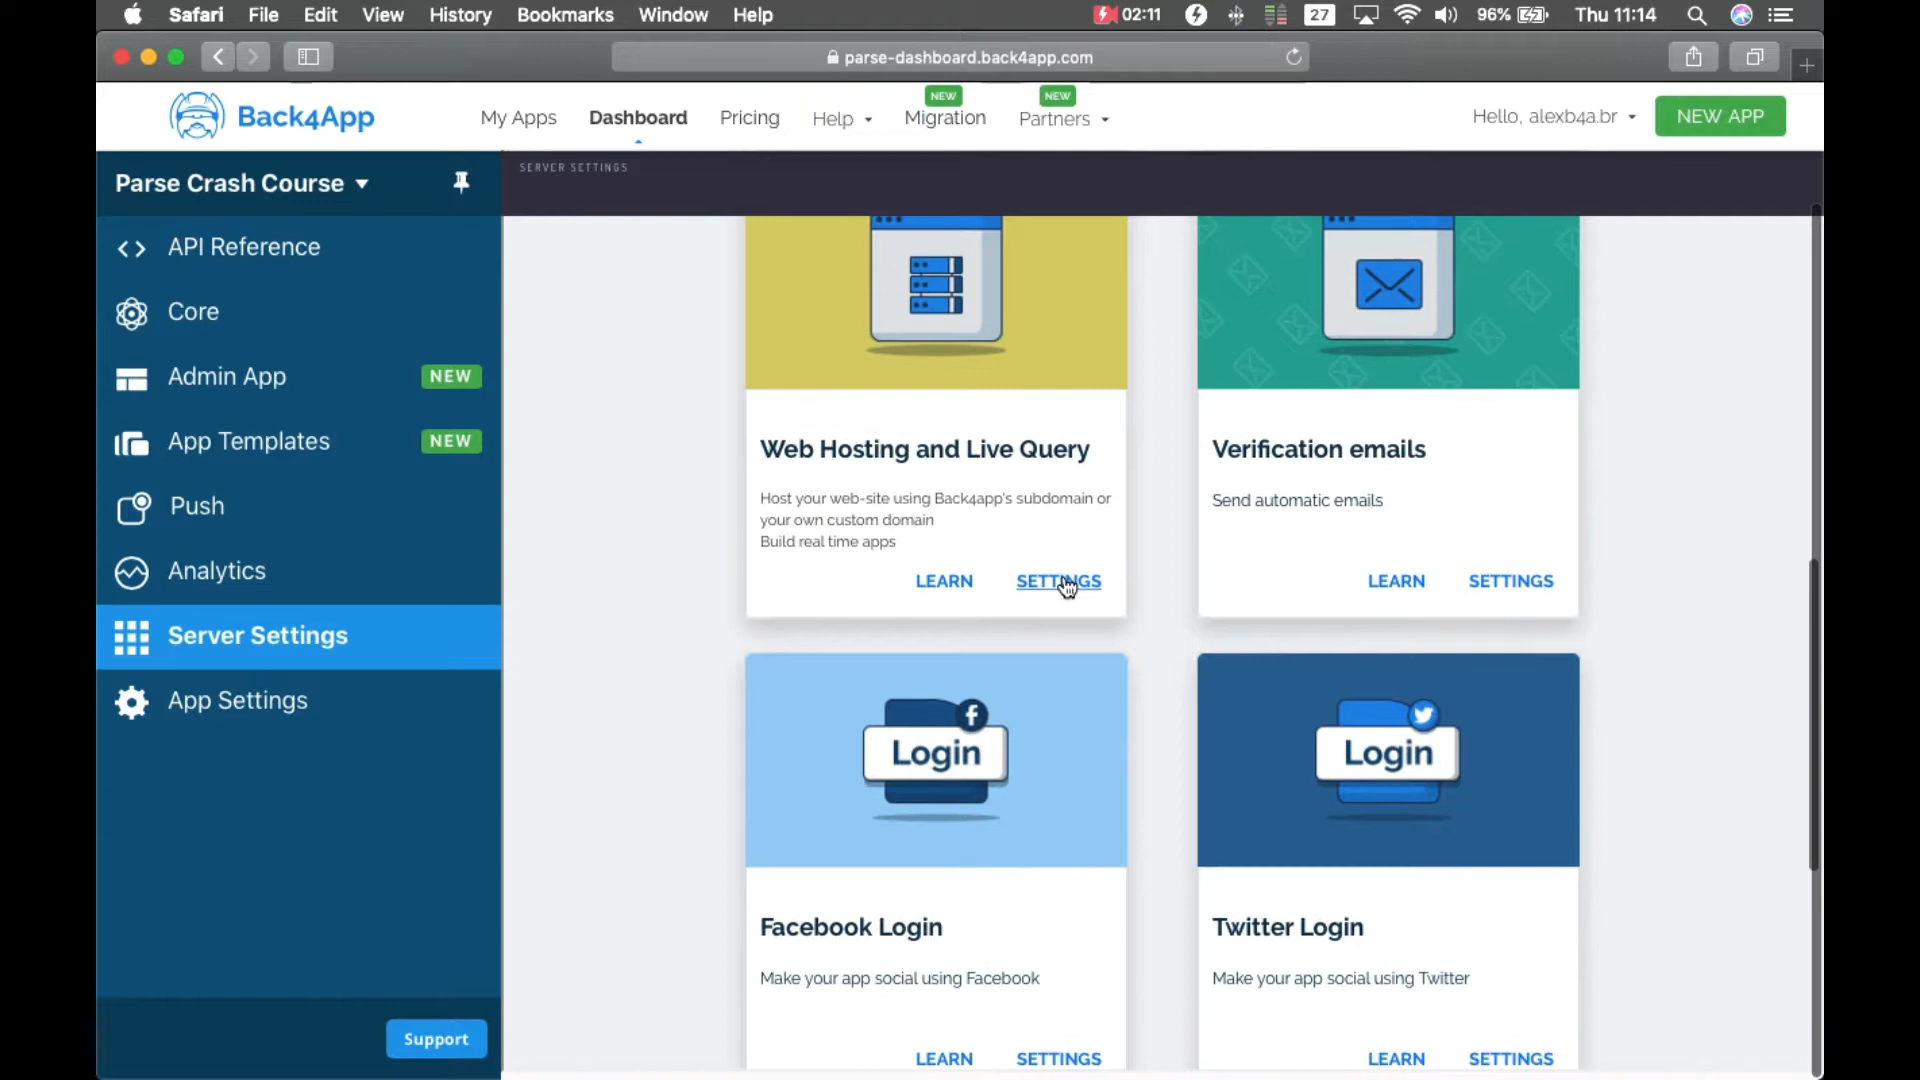 Safari File Edit View History Bookmarks Window Help 02:11 27 96% Thu 11:14
parse-dashboard.back4app.com
Back4App My Apps Dashboard Pricing Help NEW Migration NEW Partners Hello, alexb4a.br NEW APP
Parse Crash Course
SERVER SETTINGS
API Reference
Core
Admin App NEW
App Templates NEW
Push
Analytics
Server Settings
App Settings
Support
Web Hosting and Live Query
Host your web-site using Back4app's subdomain or
your own custom domain
Build real time apps
LEARN SETTINGS
Verification emails
Send automatic emails
LEARN SETTINGS
f
Login
Facebook Login
Make your app social using Facebook
LEARN SETTINGS
Login
Twitter Login
Make your app social using Twitter
LEARN SETTINGS